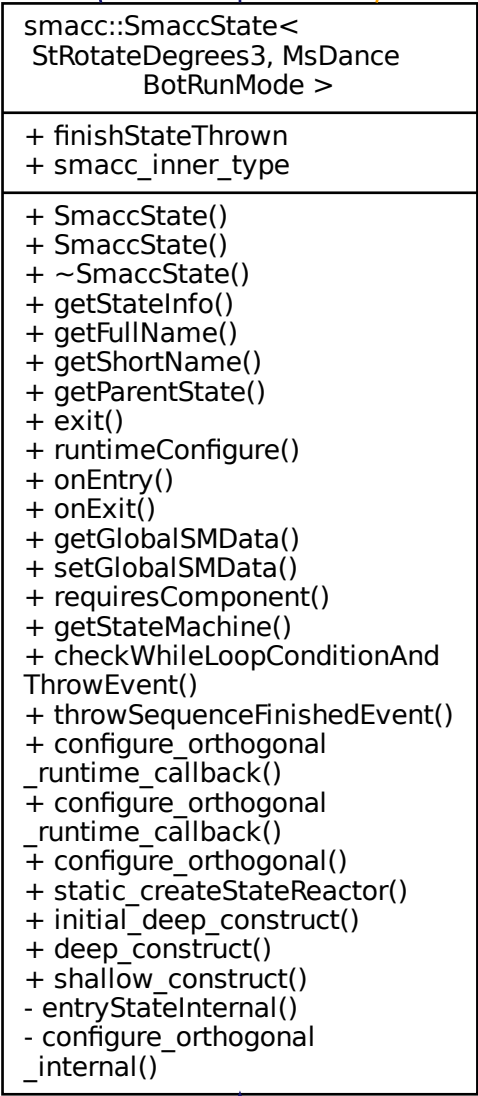 smacc::SmaccState<
StRotateDegrees3, MsDance
BotRunMode >
+ finishStateThrown
+ smacc_inner_type
+ SmaccState()
+ SmaccState()
+ ~SmaccState()
+ getStateInfo()
+ getFullName()
+ getShortName()
+ getParentState()
+ exit()
+ runtimeConfigure()
+ onEntry()
+ onExit()
+ getGlobalSMData()
+ setGlobalSMData()
+ requiresComponent()
+ getStateMachine()
+ checkWhileLoopConditionAnd
ThrowEvent()
+ throwSequenceFinishedEvent()
+ configure_orthogonal
_runtime_callback()
+ configure_orthogonal
_runtime_callback()
+ configure_orthogonal()
+ static_createStateReactor()
+ initial_deep_construct()
+ deep_construct()
+ shallow_construct()
- entryStateInternal()
- configure_orthogonal
_internal()